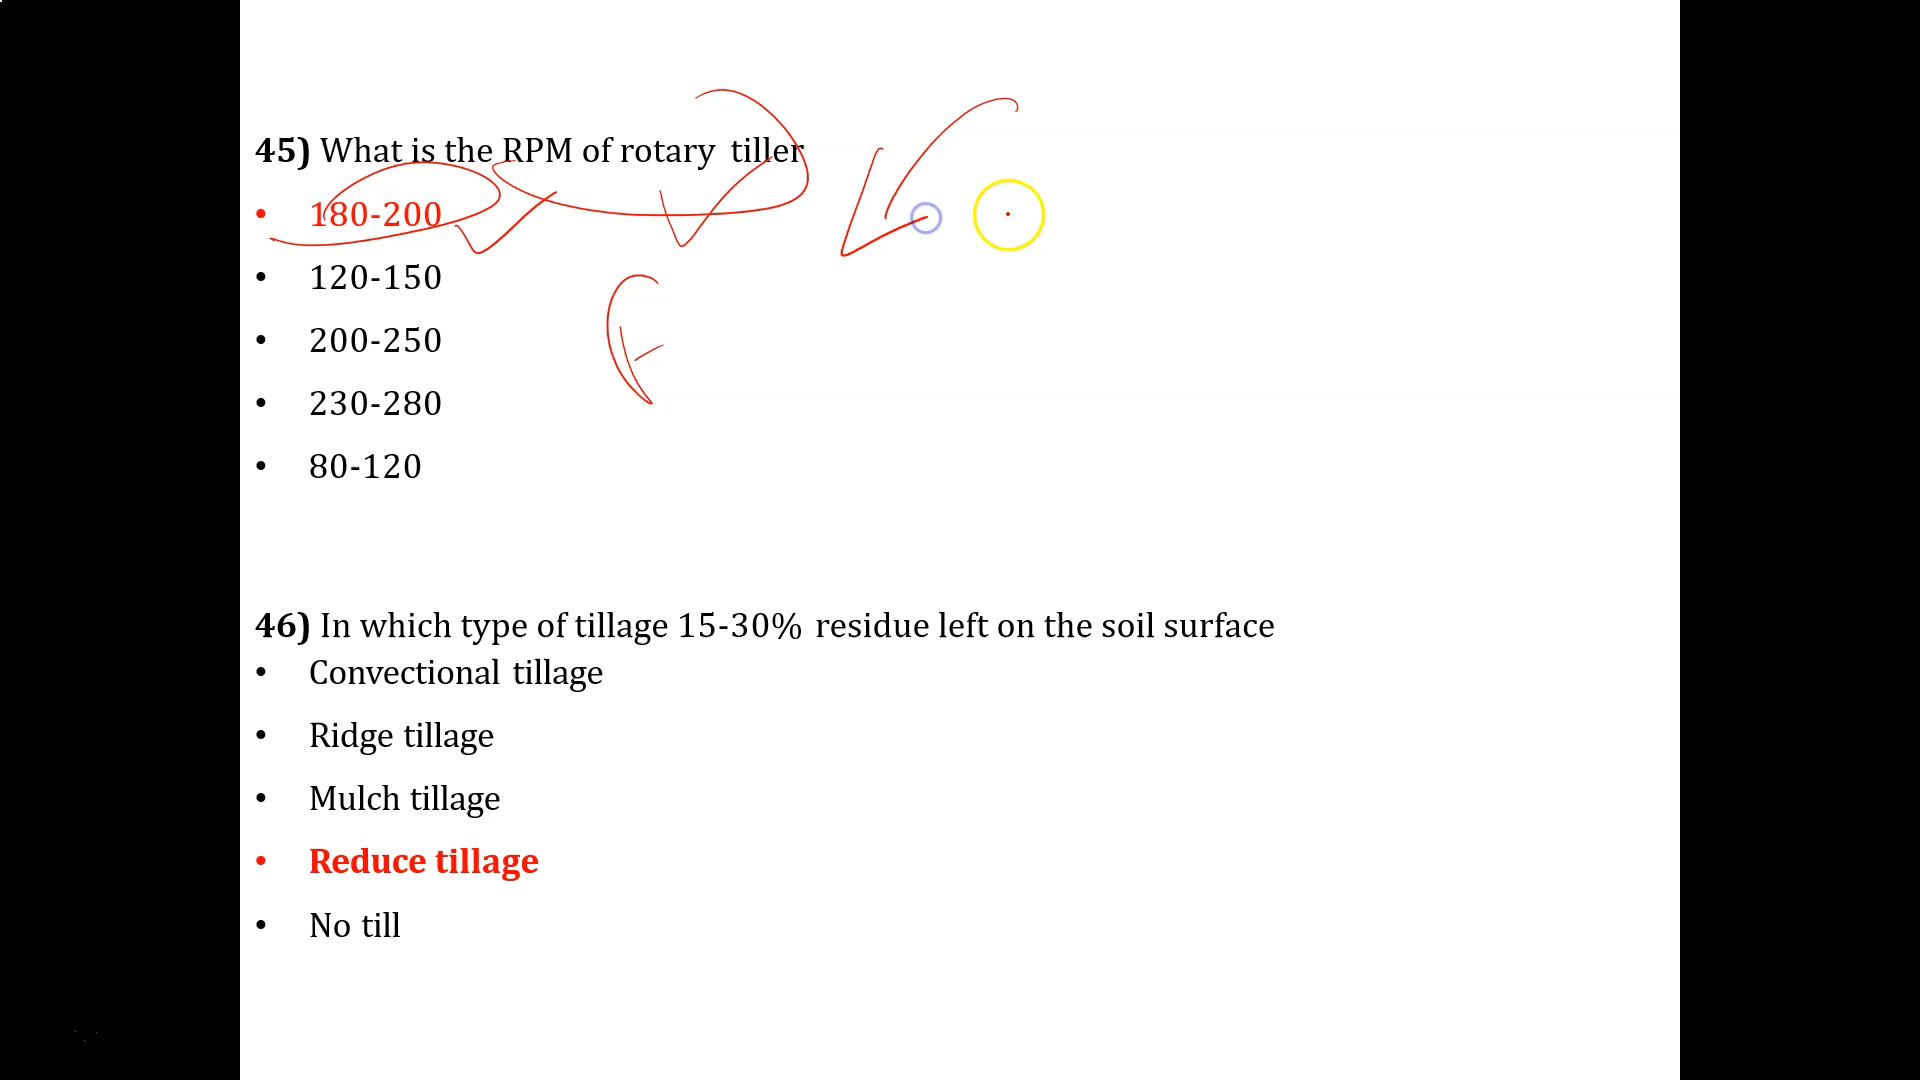 45) What is the RPM of rotary tiller
• 180-200
• 120-150
• 200-250
• 230-280
• 80-120
46) In which type of tillage 15-30% residue left on the soil surface
• Convectional tillage
• Ridge tillage
• Mulch tillage
• Reduce tillage
• No till